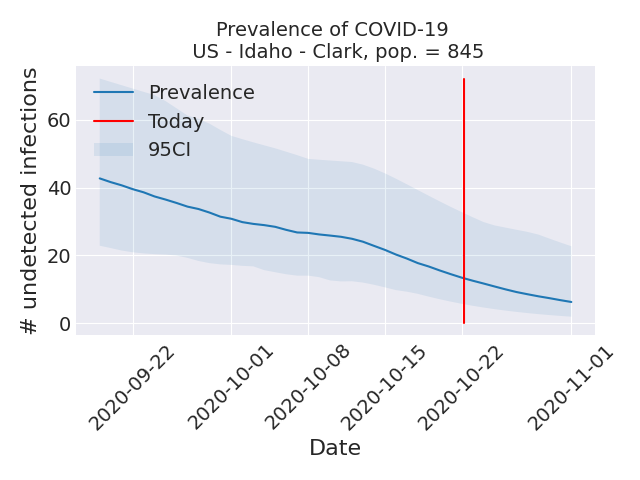 Prevalence of COVID-19
US - Idaho - Clark, pop. = 845
# undetected infections
60
40
20
0
Prevalence
Today
95CI
2020-09-22
2020-10-01
2020-10-08
2020-10-15
2020-10-22
2020-11-01
Date